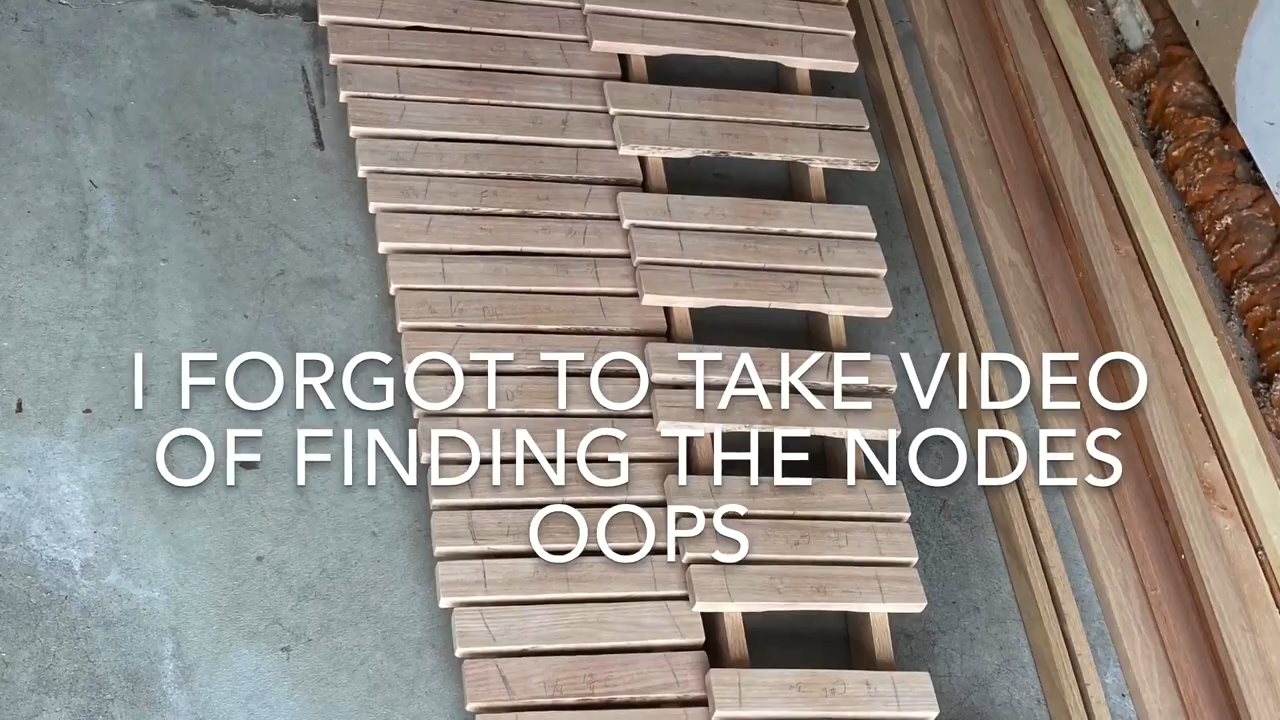 I FORGOT TO TAKE VIDEO
OF FINDING THE NODES
OOPS